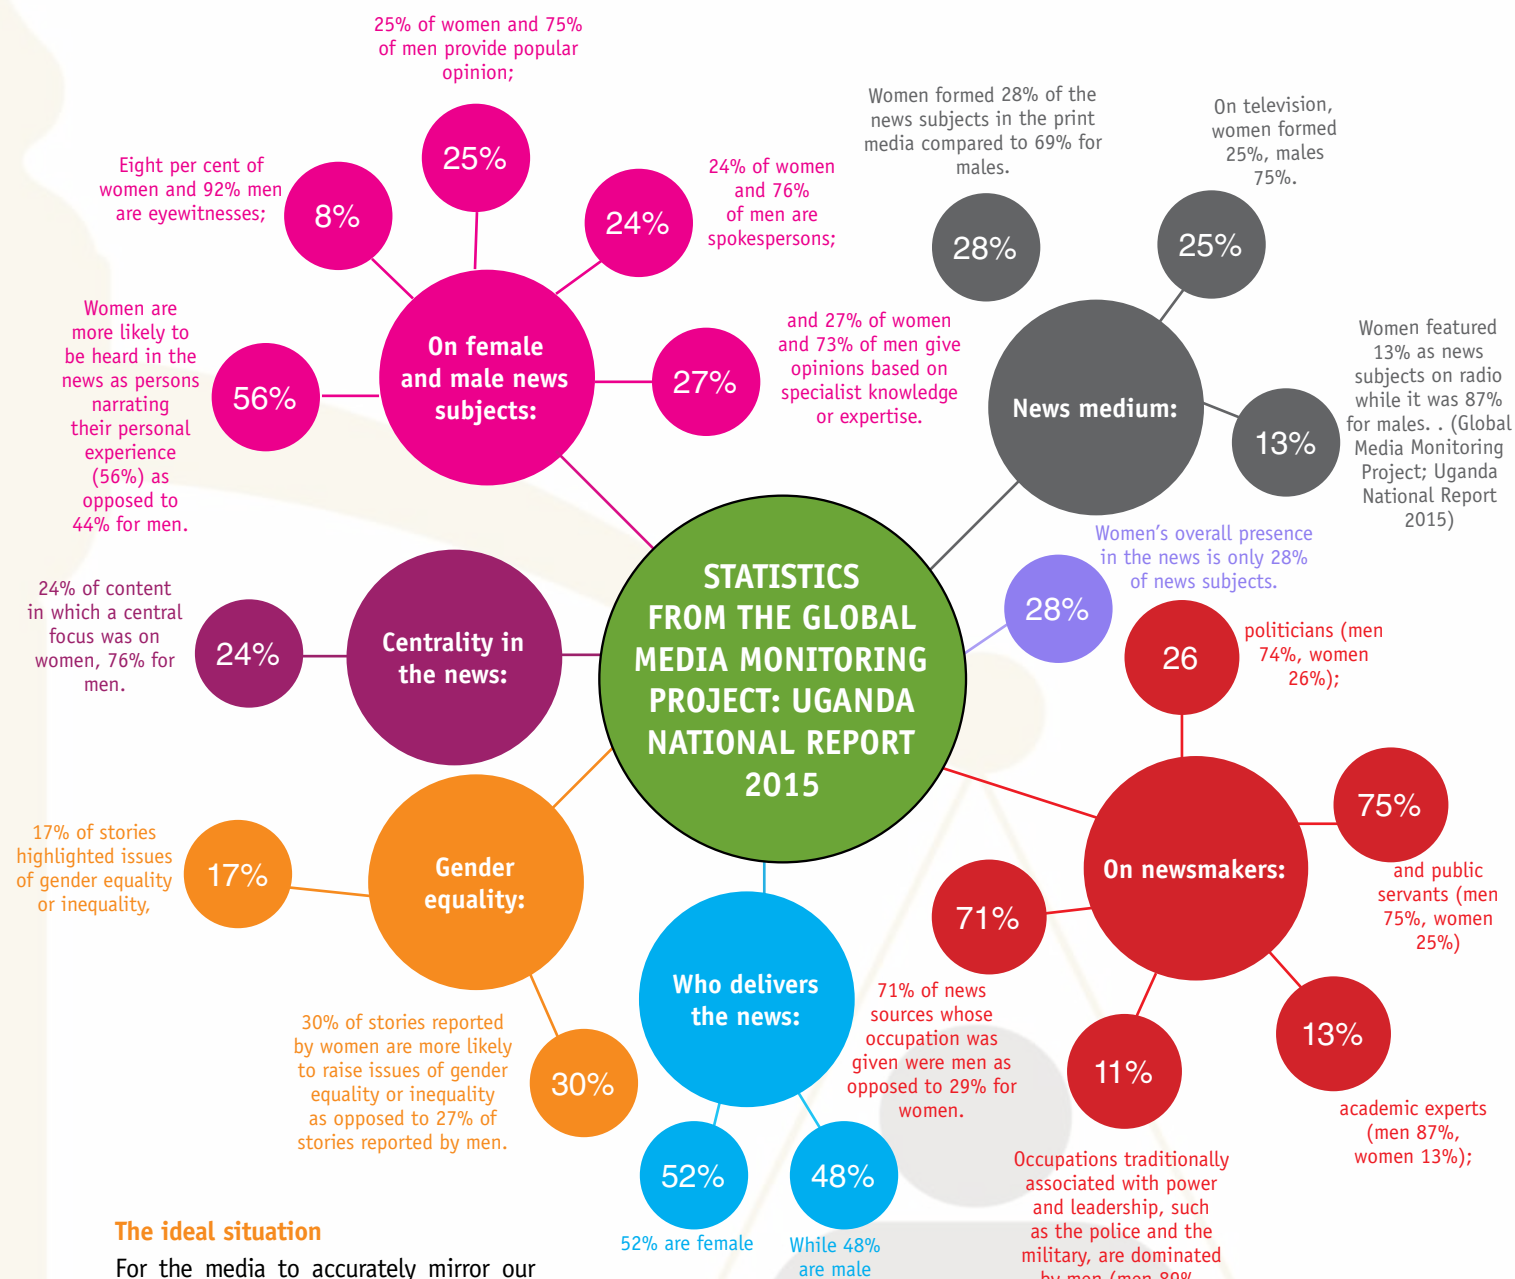 25% of women and 75%
of men provide popular
opinion;
25%
Eight per cent of
women and 92% men
are eyewitnesses;
8%
24% of women
and 76%
of men are
spokespersons;
24%
Women are
more likely to
be heard in the
news as persons
narrating
their personal
experience
(56%) as
opposed to
44% for men.
56%
On female
and male news
subjects:
27%
and 27% of women
and 73% of men give
opinions based on
specialist knowledge
or expertise.
Women formed 28% of the
news subjects in the print
media compared to 69% for
males.
28%
On television,
women formed
25%, males
75%.
25%
News medium:
13%
Women featured
13% as news
subjects on radio
while it was 87%
for males. . (Global
Media Monitoring
Project; Uganda
National Report
2015)
Women’s overall presence
in the news is only 28%
of news subjects.
28%
STATISTICS
FROM THE GLOBAL
MEDIA MONITORING
PROJECT: UGANDA
NATIONAL REPORT
2015
24% of content
in which a central
focus was on
women, 76% for
men.
24%
Centrality in
the news:
26
politicians (men
74%, women
26%);
75%
and public
servants (men
75%, women
25%)
On newsmakers:
71%
71% of news
sources whose
occupation was
given were men as
opposed to 29% for
women.
13%
academic experts
(men 87%,
women 13%);
11%
Occupations traditionally
associated with power
and leadership, such
as the police and the
military, are dominated
by men (men 89%
17% of stories
highlighted issues
of gender equality
or inequality,
17%
Gender
equality:
30% of stories reported
by women are more likely
to raise issues of gender
equality or inequality
as opposed to 27% of
stories reported by men.
30%
Who delivers
the news:
52%
52% are female
48%
While 48%
are male
The ideal situation
For the media to accurately mirror our